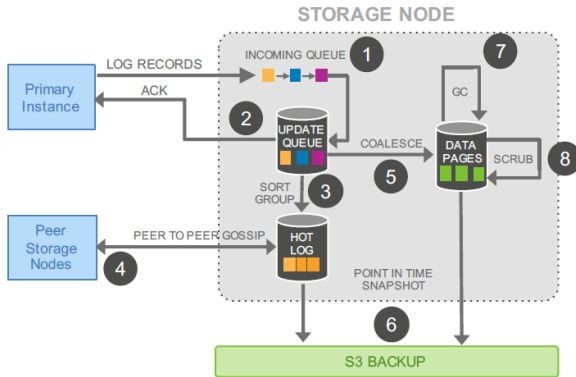 STORAGE NODE
INCOMING QUEUE
1
7
LOG RECORDS
Primary
Instance
ACK
GC
2
UPDATE
QUEUE
COALESCE
DATA
PAGES
SCRUB
8
5
3
SORT
GROUP
Peer
Storage
Nodes
PEER TO PEER GOSSIP
4
HOT
LOG
POINT IN TIME
SNAPSHOT
6
S3 BACKUP